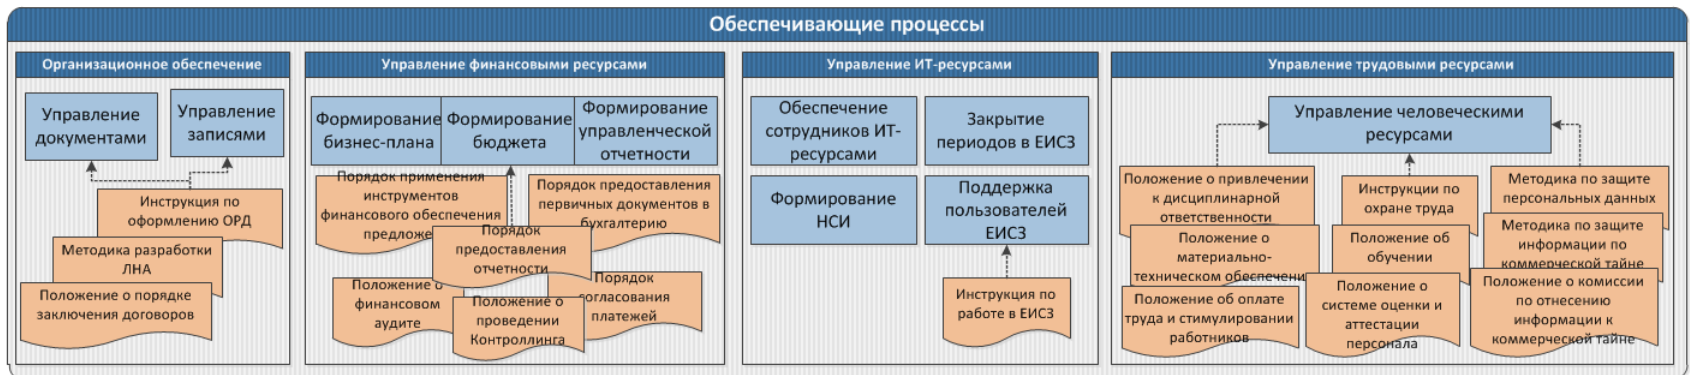 Обеспечивающие процессы
Организационное обеспечение
Управление
документами
Управление
записями
Инструкция по
оформлению ОРД
Методика разработки
ЛНА
Положение о порядке
заключения договоров
Управление финансовыми ресурсами
Формирование
бизнес-плана
Формирование
бюджета
Формирование
управленческой
отчетности
Порядок применения
инструментов
финансового обеспечения
предложе
Порядок предоставления
первичных документов в
бухгалтерию
Порядок
предоставления
отчетности
Положение о
финансовом
аудите
Положение о
проведении
Контроллинга
Порядок
согласования
платежей
Управление ИТ-ресурсами
Обеспечение
сотрудников ИТ-
ресурсами
Закрытие
периодов в ЕИСЗ
Формирование
НСИ
Поддержка
пользователей
ЕИСЗ
Инструкция по
работе в ЕИСЗ
Управление трудовыми ресурсами
Управление человеческими
ресурсами
Положение о привлечении
к дисциплинарной
ответственности
Положение о
материально-
техническом обеспечении
Положение об оплате
труда и стимулировании
работников
Инструкции по
охране труда
Положение об
обучении
Положение о
системе оценки и
аттестации
персонала
Методика по защите
персональных данных
Методика по защите
информации по
коммерческой тайне
Положение о комиссии
по отнесению
информации к
коммерческой тайне